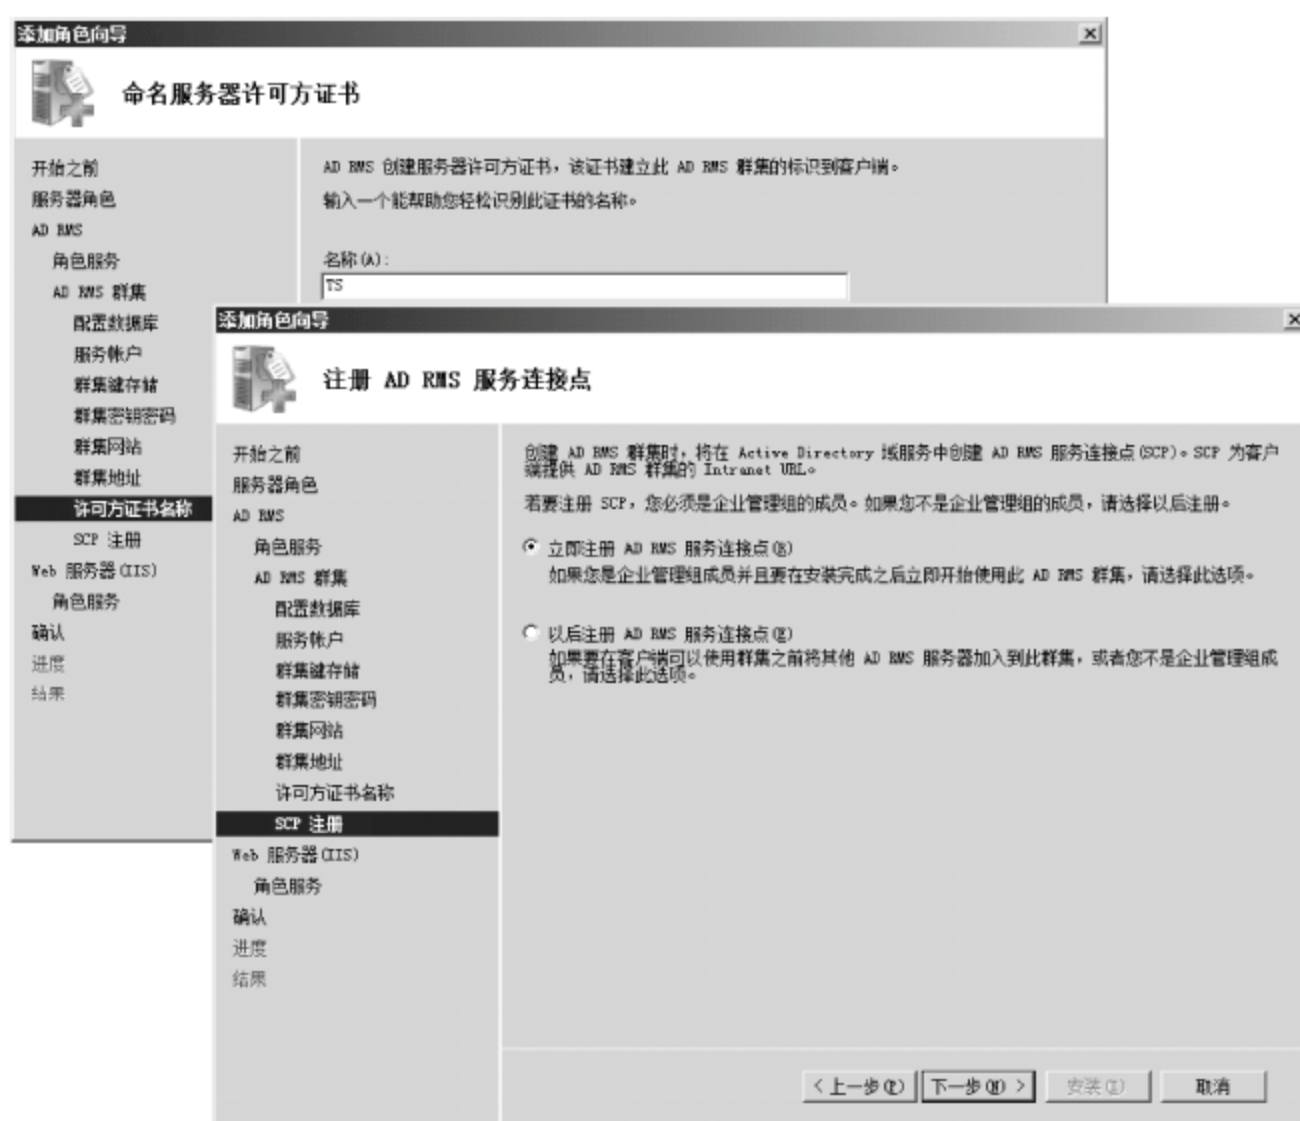 添加角色向导
命名服务器许可方证书
开始之前
服务器角色
AD RMS
角色服务
AD RMS 群集
配置数据库
服务帐户
群集键存储
群集密钥密码
群集网站
群集地址
许可方证书名称
SCP 注册
Web 服务器(IIS)
角色服务
确认
进度
结果
AD RMS 创建服务器许可方证书，该证书建立此 AD RMS 群集的标识到客户端。
输入一个能帮助您轻松识别此证书的名称。
名称(A):
TS
添加角色向导
注册 AD RMS 服务连接点
开始之前
服务器角色
AD RMS
角色服务
AD RMS 群集
配置数据库
服务帐户
群集键存储
群集密钥密码
群集网站
群集地址
许可方证书名称
SCP 注册
Web 服务器(IIS)
角色服务
确认
进度
结果
创建 AD RMS 群集时，将在 Active Directory 域服务中创建 AD RMS 服务连接点(SCP)。SCP 为客户
端提供 AD RMS 群集的 Intranet URL。
若要注册 SCP，您必须是企业管理组的成员。如果您不是企业管理组的成员，请选择以后注册。
立即注册 AD RMS 服务连接点(R)
如果您是企业管理组成员并且要在安装完成之后立即开始使用此 AD RMS 群集，请选择此选项。
以后注册 AD RMS 服务连接点(E)
如果要在客户端可以使用群集之前将其他 AD RMS 服务器加入到此群集，或者您不是企业管理组成
员，请选择此选项。
< 上一步(P)
下一步(N) >
安装(I)
取消